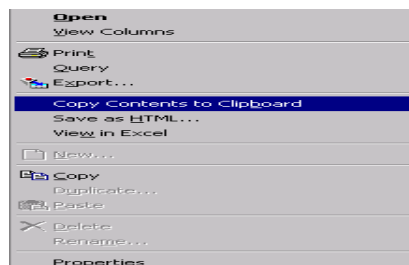 Open
View Columns
Print
Query
Export...
Copy Contents to Clipboard
Save as HTML...
View in Excel
New...
Copy
Duplicate...
Paste
Delete
Rename...
Properties